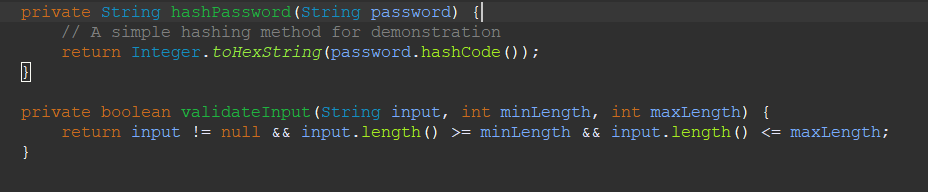 private String hashPassword(String password) {
    // A simple hashing method for demonstration
    return Integer.toHexString(password.hashCode());
}
private boolean validateInput(String input, int minLength, int maxLength) {
    return input != null && input.length() >= minLength && input.length() <= maxLength;
}